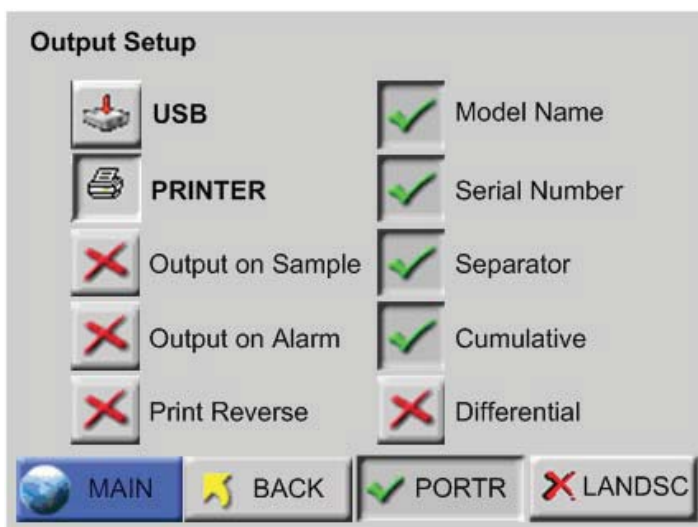 Output Setup
USB
PRINTER
Output on Sample
Output on Alarm
Print Reverse
Model Name
Serial Number
Separator
Cumulative
Differential
MAIN
BACK
PORTR
LANDSC